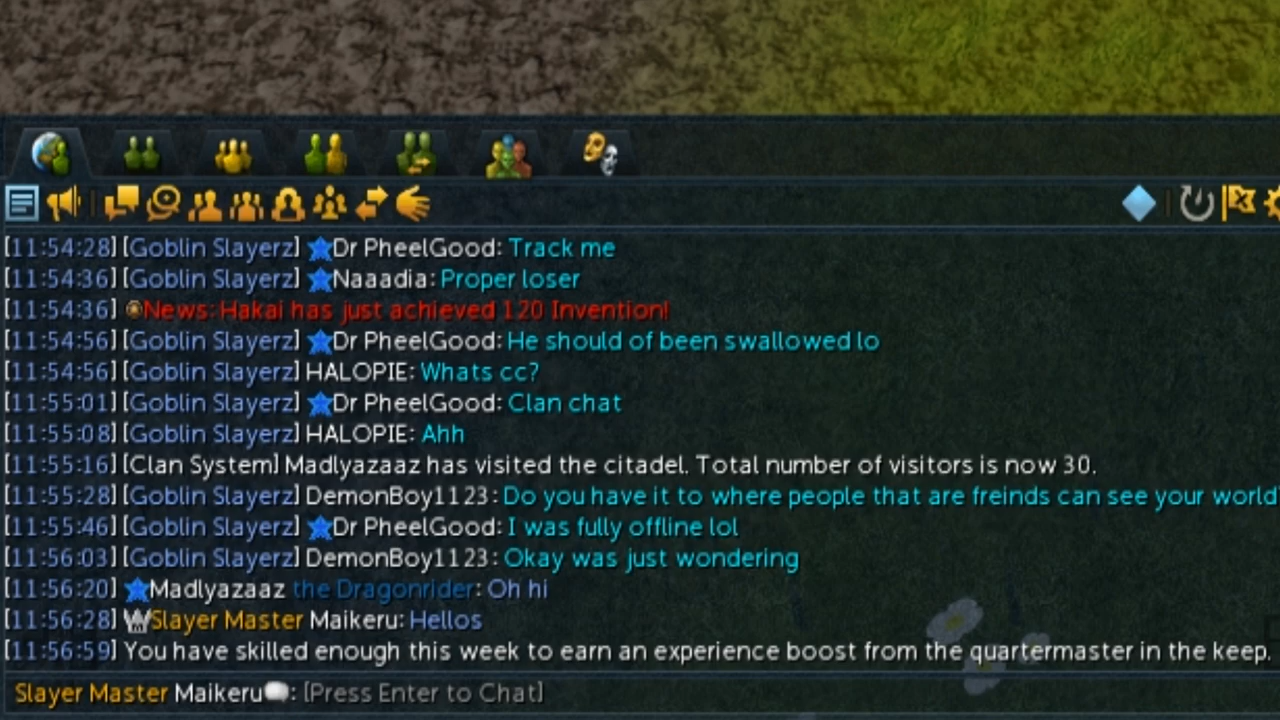 [11:54:28] [Goblin Slayerz] Dr PheelGood: Track me
[11:54:36] [Goblin Slayerz] Naaadia: Proper loser
[11:54:36] News: Hakai has just achieved 120 Invention!
[11:54:56] [Goblin Slayerz] Dr PheelGood: He should of been swallowed lo
[11:54:56] [Goblin Slayerz] HALOPIE: Whats cc?
[11:55:01] [Goblin Slayerz] Dr PheelGood: Clan chat
[11:55:08] [Goblin Slayerz] HALOPIE: Ahh
[11:55:16] [Clan System] Madlyazaaz has visited the citadel. Total number of visitors is now 30.
[11:55:28] [Goblin Slayerz] DemonBoy1123: Do you have it to where people that are freinds can see your world
[11:55:46] [Goblin Slayerz] Dr PheelGood: I was fully offline lol
[11:56:03] [Goblin Slayerz] DemonBoy1123: Okay was just wondering
[11:56:20] Madlyazaaz the Dragonrider: Oh hi
[11:56:28] Slayer Master Maikeru: Hellos
[11:56:59] You have skilled enough this week to earn an experience boost from the quartermaster in the keep.
Slayer Master Maikeru: [Press Enter to Chat]